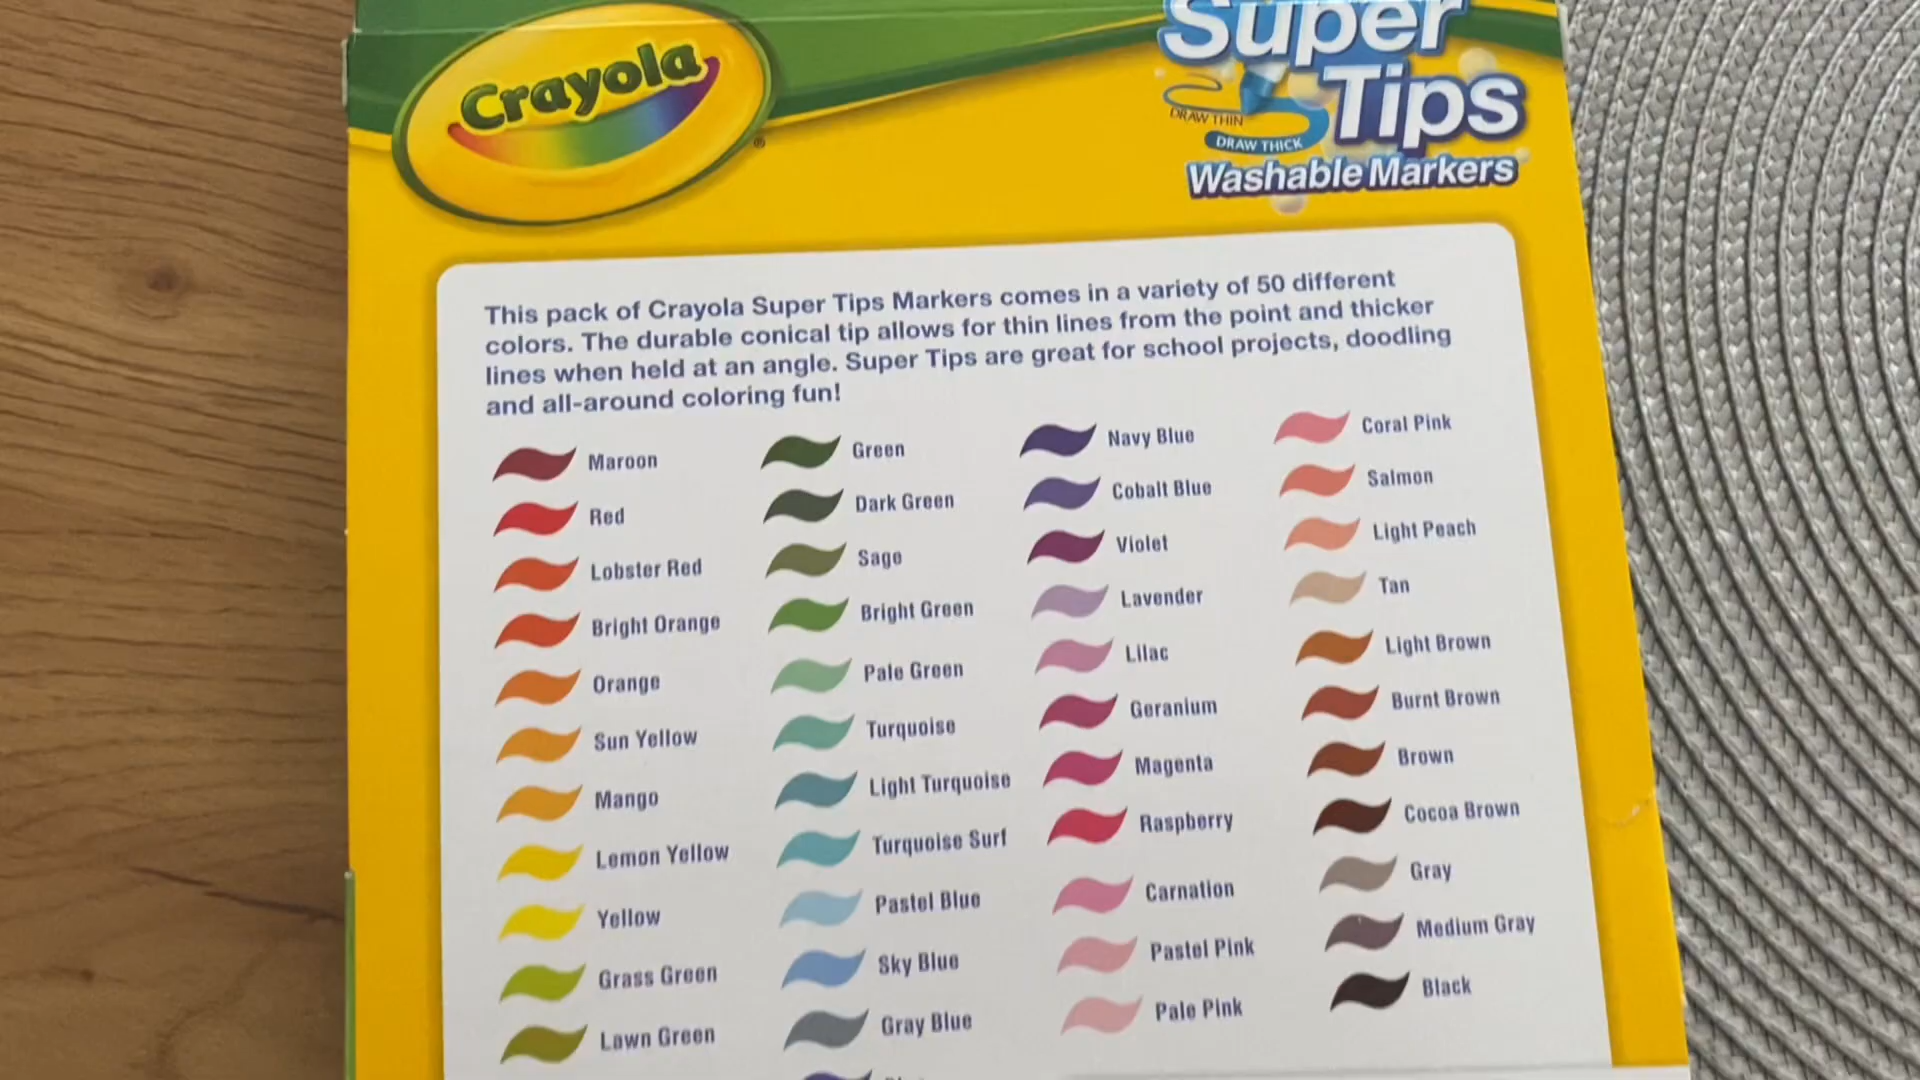 Crayola
®
Super
Tips
DRAW THIN
DRAW THICK
Washable Markers
This pack of Crayola Super Tips Markers comes in a variety of 50 different
colors. The durable conical tip allows for thin lines from the point and thicker
lines when held at an angle. Super Tips are great for school projects, doodling
and all-around coloring fun!
Maroon
Red
Lobster Red
Bright Orange
Orange
Sun Yellow
Mango
Lemon Yellow
Yellow
Grass Green
Lawn Green
Green
Dark Green
Sage
Bright Green
Pale Green
Turquoise
Light Turquoise
Turquoise Surf
Pastel Blue
Sky Blue
Gray Blue
Navy Blue
Cobalt Blue
Violet
Lavender
Lilac
Geranium
Magenta
Raspberry
Carnation
Pastel Pink
Pale Pink
Coral Pink
Salmon
Light Peach
Tan
Light Brown
Burnt Brown
Brown
Cocoa Brown
Gray
Medium Gray
Black